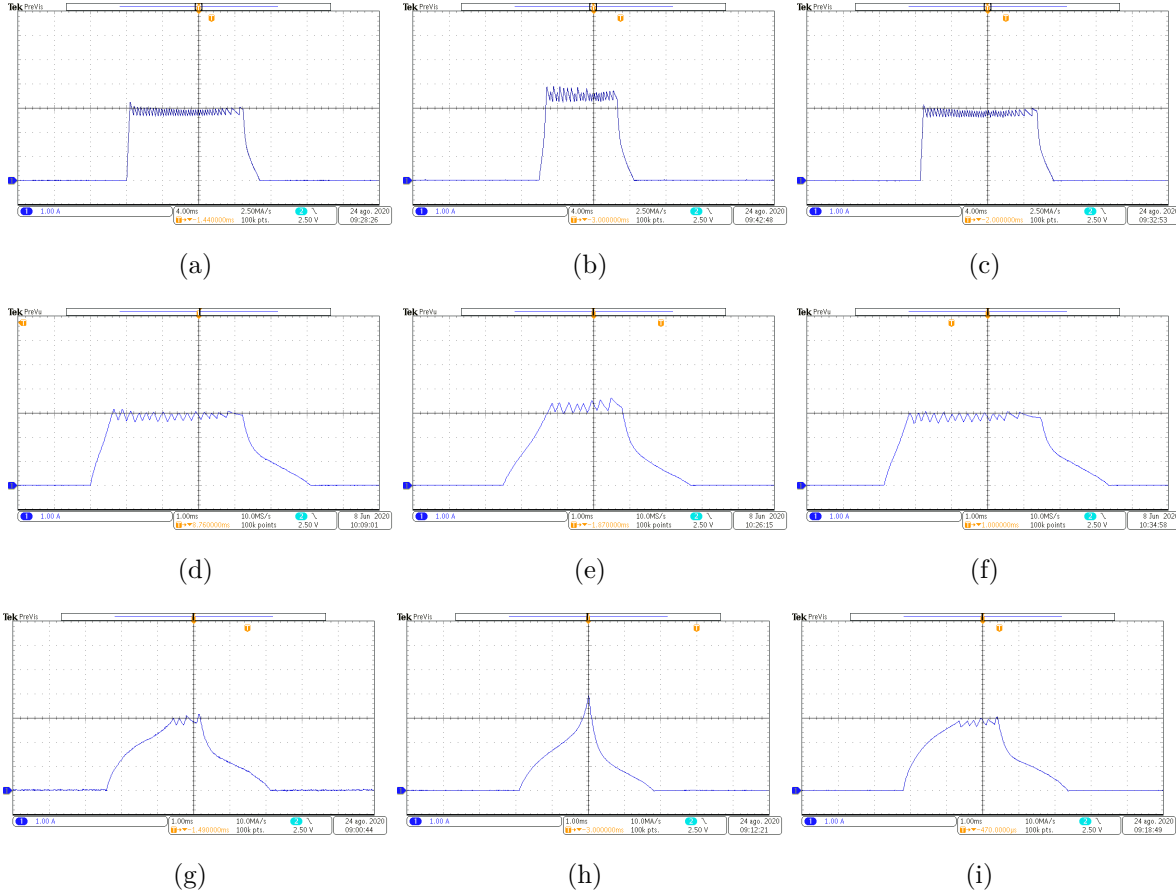 Tek PreVis
T
1 1.00 A
4.00ms 2.50MA/s 2
T→▼-1.440000ms 100k pts. 2.50 V
24 ago. 2020
09:28:26
(a)
Tek PreVis
T
1 1.00 A
4.00ms 2.50MA/s 2
T→▼-3.000000ms 100k pts. 2.50 V
24 ago. 2020
09:42:48
(b)
Tek PreVis
T
1 1.00 A
4.00ms 2.50MA/s 2
T→▼-2.000000ms 100k pts. 2.50 V
24 ago. 2020
09:32:53
(c)
Tek PreVu
T
1 1.00 A
1.00ms 10.0MS/s 2
T→▼6.760000ms 100k points 2.50 V
8 Jun 2020
10:09:01
(d)
Tek PreVu
T
1 1.00 A
1.00ms 10.0MS/s 2
T→▼-1.870000ms 100k points 2.50 V
8 Jun 2020
10:26:15
(e)
Tek PreVu
T
1 1.00 A
1.00ms 10.0MS/s 2
T→▼1.000000ms 100k points 2.50 V
8 Jun 2020
10:34:58
(f)
Tek PreVis
T
1 1.00 A
1.00ms 10.0MA/s 2
T→▼-1.490000ms 100k pts. 2.50 V
24 ago. 2020
09:00:44
(g)
Tek PreVis
T
1 1.00 A
1.00ms 10.0MA/s 2
T→▼-3.000000ms 100k pts. 2.50 V
24 ago. 2020
09:12:21
(h)
Tek PreVis
T
1 1.00 A
1.00ms 10.0MA/s 2
T→▼-470.0000µs 100k pts. 2.50 V
24 ago. 2020
09:18:49
(i)